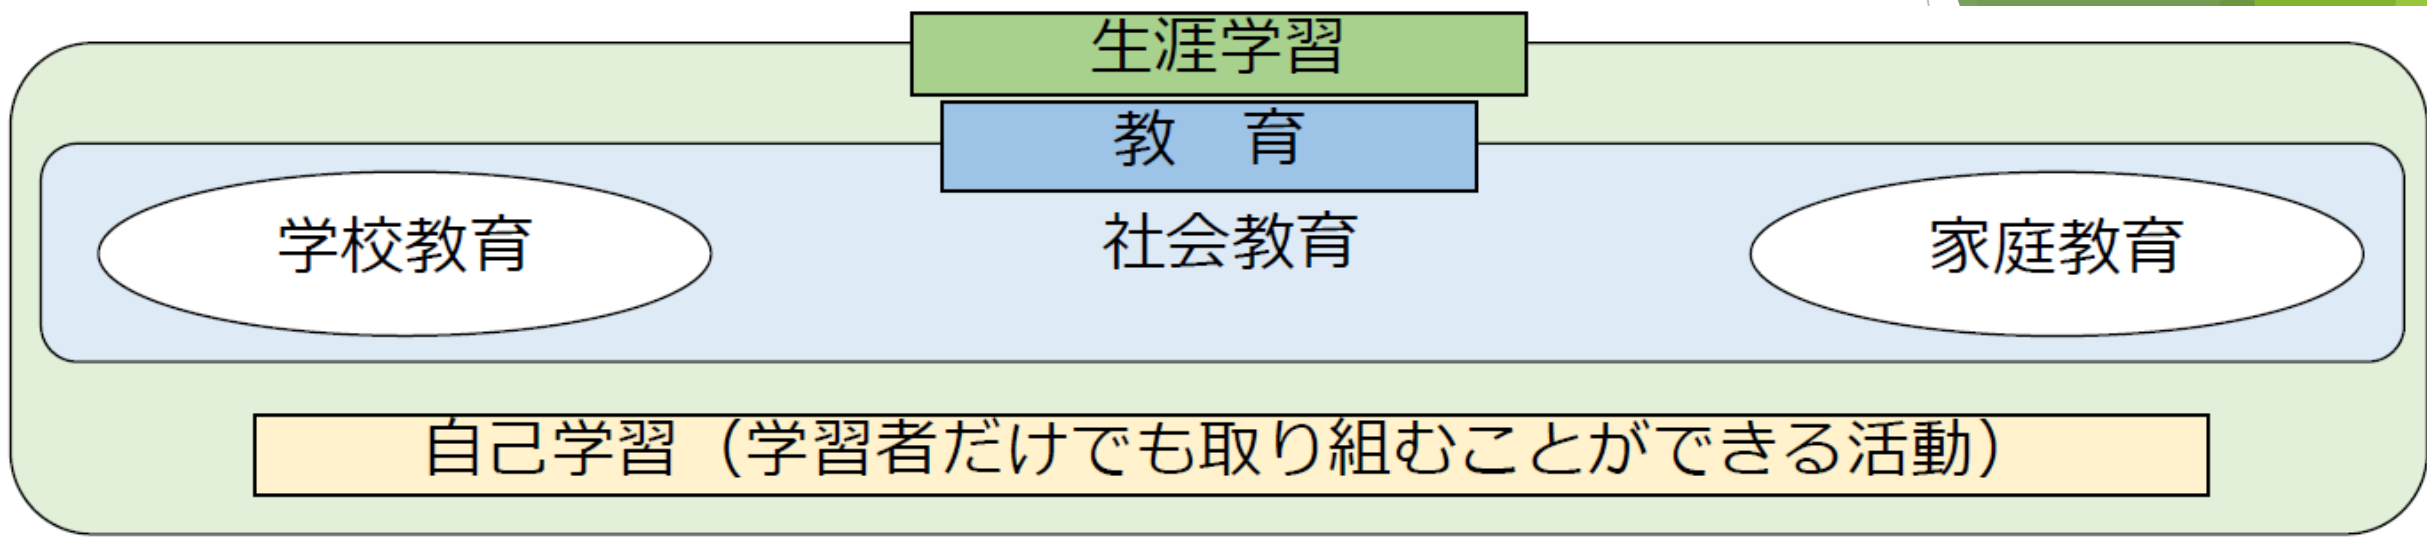 生涯学習
教　育
学校教育
社会教育
家庭教育
自己学習（学習者だけでも取り組むことができる活動）